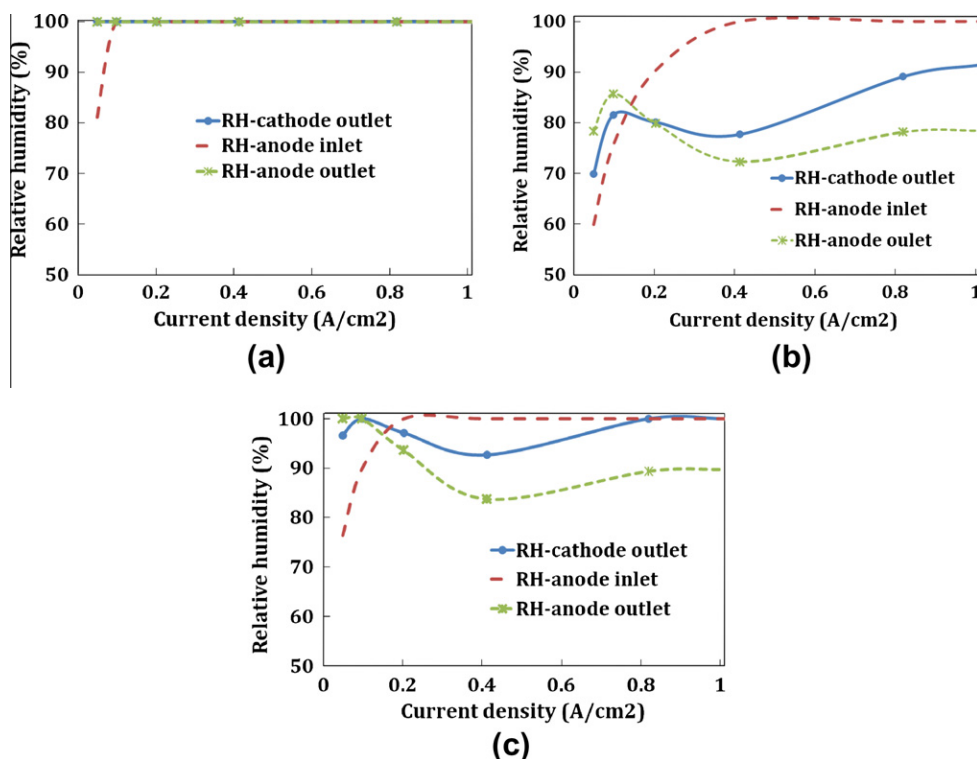 Relative humidity (%)
100
90
80
70
60
50
RH-cathode outlet
RH-anode inlet
RH-anode outlet
0 0.2 0.4 0.6 0.8 1
Current density (A/cm2)
(a)
Relative humidity (%)
100
90
80
70
60
50
RH-cathode outlet
RH-anode inlet
RH-anode oulet
0 0.2 0.4 0.6 0.8 1
Current density (A/cm2)
(b)
Relative humidity (%)
100
90
80
70
60
50
RH-cathode outlet
RH-anode inlet
RH-anode outlet
0 0.2 0.4 0.6 0.8 1
Current density (A/cm2)
(c)